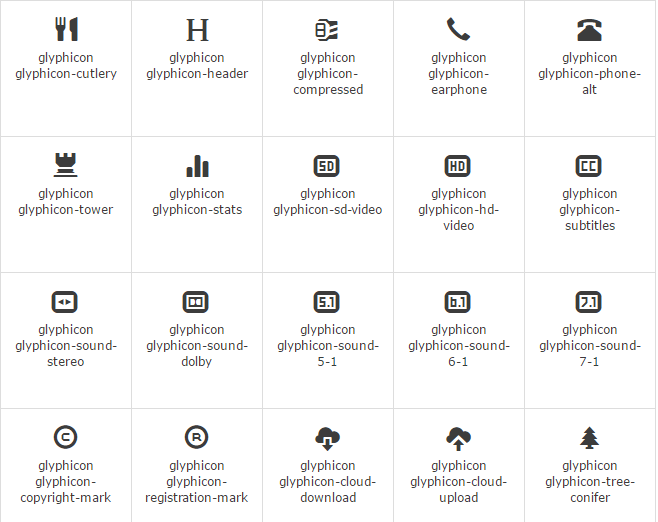 glyphicon
glyphicon-cutlery
H
glyphicon
glyphicon-header
glyphicon
glyphicon-
compressed
glyphicon
glyphicon-
earphone
glyphicon
glyphicon-phone-
alt
glyphicon
glyphicon-tower
glyphicon
glyphicon-stats
SD
glyphicon
glyphicon-sd-video
HD
glyphicon
glyphicon-hd-
video
CC
glyphicon
glyphicon-
subtitles
glyphicon
glyphicon-sound-
stereo
glyphicon
glyphicon-sound-
dolby
5.1
glyphicon
glyphicon-sound-
5-1
6.1
glyphicon
glyphicon-sound-
6-1
7.1
glyphicon
glyphicon-sound-
7-1
C
glyphicon
glyphicon-
copyright-mark
R
glyphicon
glyphicon-
registration-mark
glyphicon
glyphicon-cloud-
download
glyphicon
glyphicon-cloud-
upload
glyphicon
glyphicon-tree-
conifer